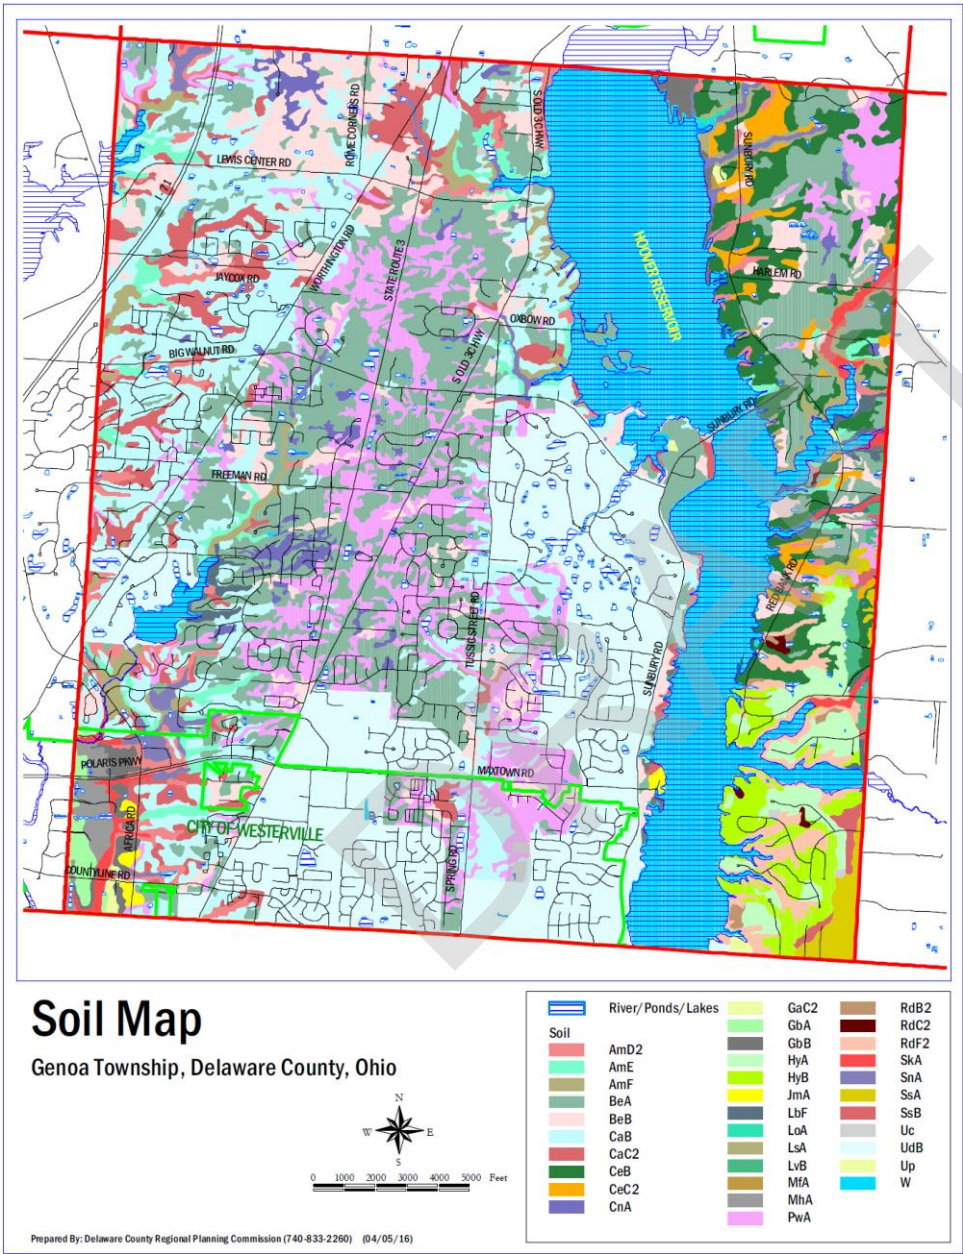 LEWIS CENTER RD
ROME CORNERS RD
S OLD 3C HWY
SUNBURY RD
I - 71
WORTHINGTON RD
STATE ROUTE 3
HOOVER RESERVOIR
JAYCOX RD
HARLEM RD
OXBOW RD
BIG WALNUT RD
S OLD 3C HWY
SUNBURY RD
FREEMAN RD
RED BANK RD
TUSSIC STREET RD
SUNBURY RD
POLARIS PKWY
MAXTOWN RD
AFRICA RD
CITY OF WESTERVILLE
COUNTYLINE RD
SPRING RD
DRAFT
Soil Map
Genoa Township, Delaware County, Ohio
N
W E
S
0 1000 2000 3000 4000 5000 Feet
Prepared By: Delaware County Regional Planning Commission (740-833-2260) (04/05/16)
River/Ponds/Lakes
Soil
AmD2
AmE
AmF
BeA
BeB
CaB
CaC2
CeB
CeC2
CnA
GaC2
GbA
GbB
HyA
HyB
JmA
LbF
LoA
LsA
LvB
MfA
MhA
PwA
RdB2
RdC2
RdF2
SkA
SnA
SsA
SsB
Uc
UdB
Up
W